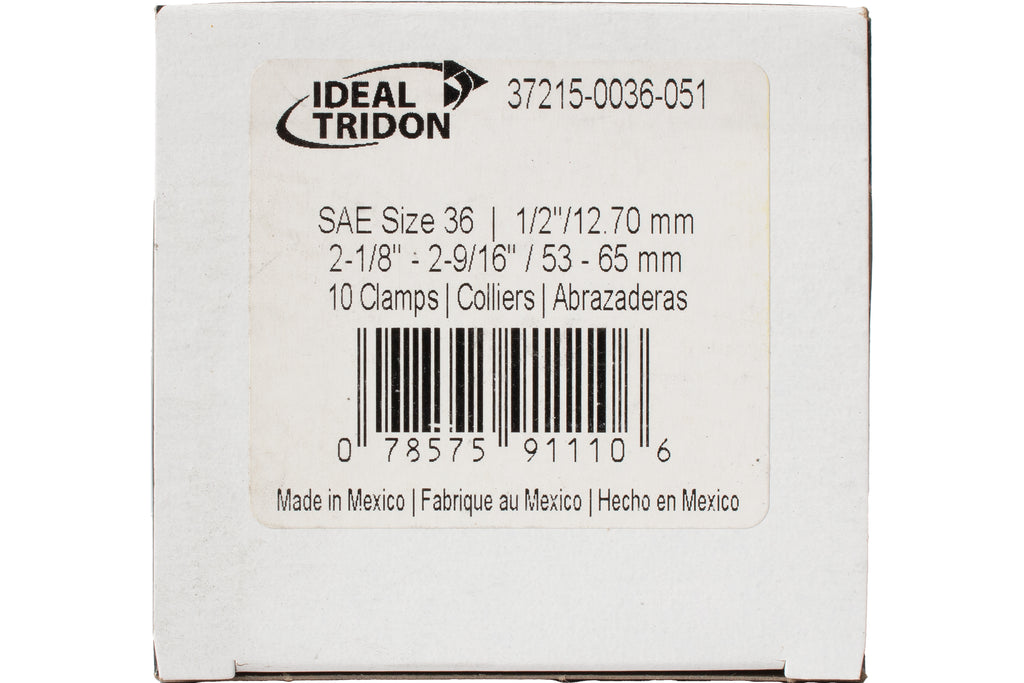 IDEAL
TRIDON
37215-0036-051
SAE Size 36 | 1/2"/12.70 mm
2-1/8" - 2-9/16" / 53 - 65 mm
10 Clamps | Colliers | Abrazaderas
0 78575 91110 6
Made in Mexico | Fabrique au Mexico | Hecho en Mexico